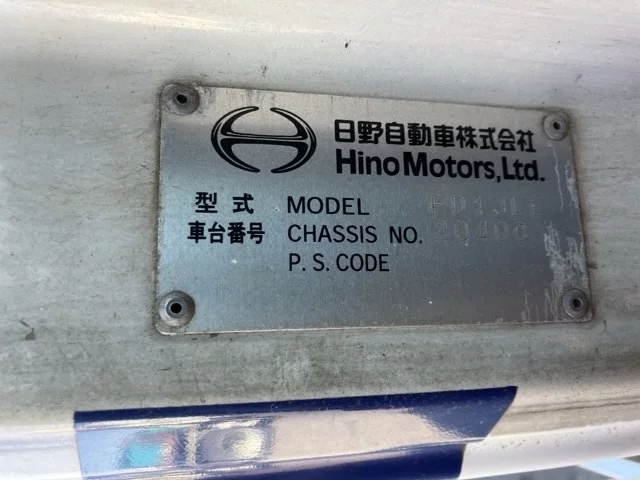 日野自動車株式会社
Hino Motors, Ltd.
型式 MODEL
車台番号 CHASSIS NO.
P.S.CODE